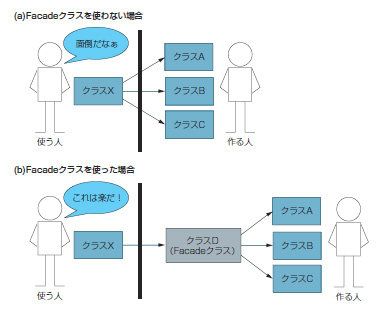 (a)Facadeクラスを使わない場合
面倒だなぁ
クラスX
クラスA
クラスB
クラスC
使う人
作る人
(b)Facadeクラスを使った場合
これは楽だ！
クラスX
クラスD
(Facadeクラス)
クラスA
クラスB
クラスC
使う人
作る人